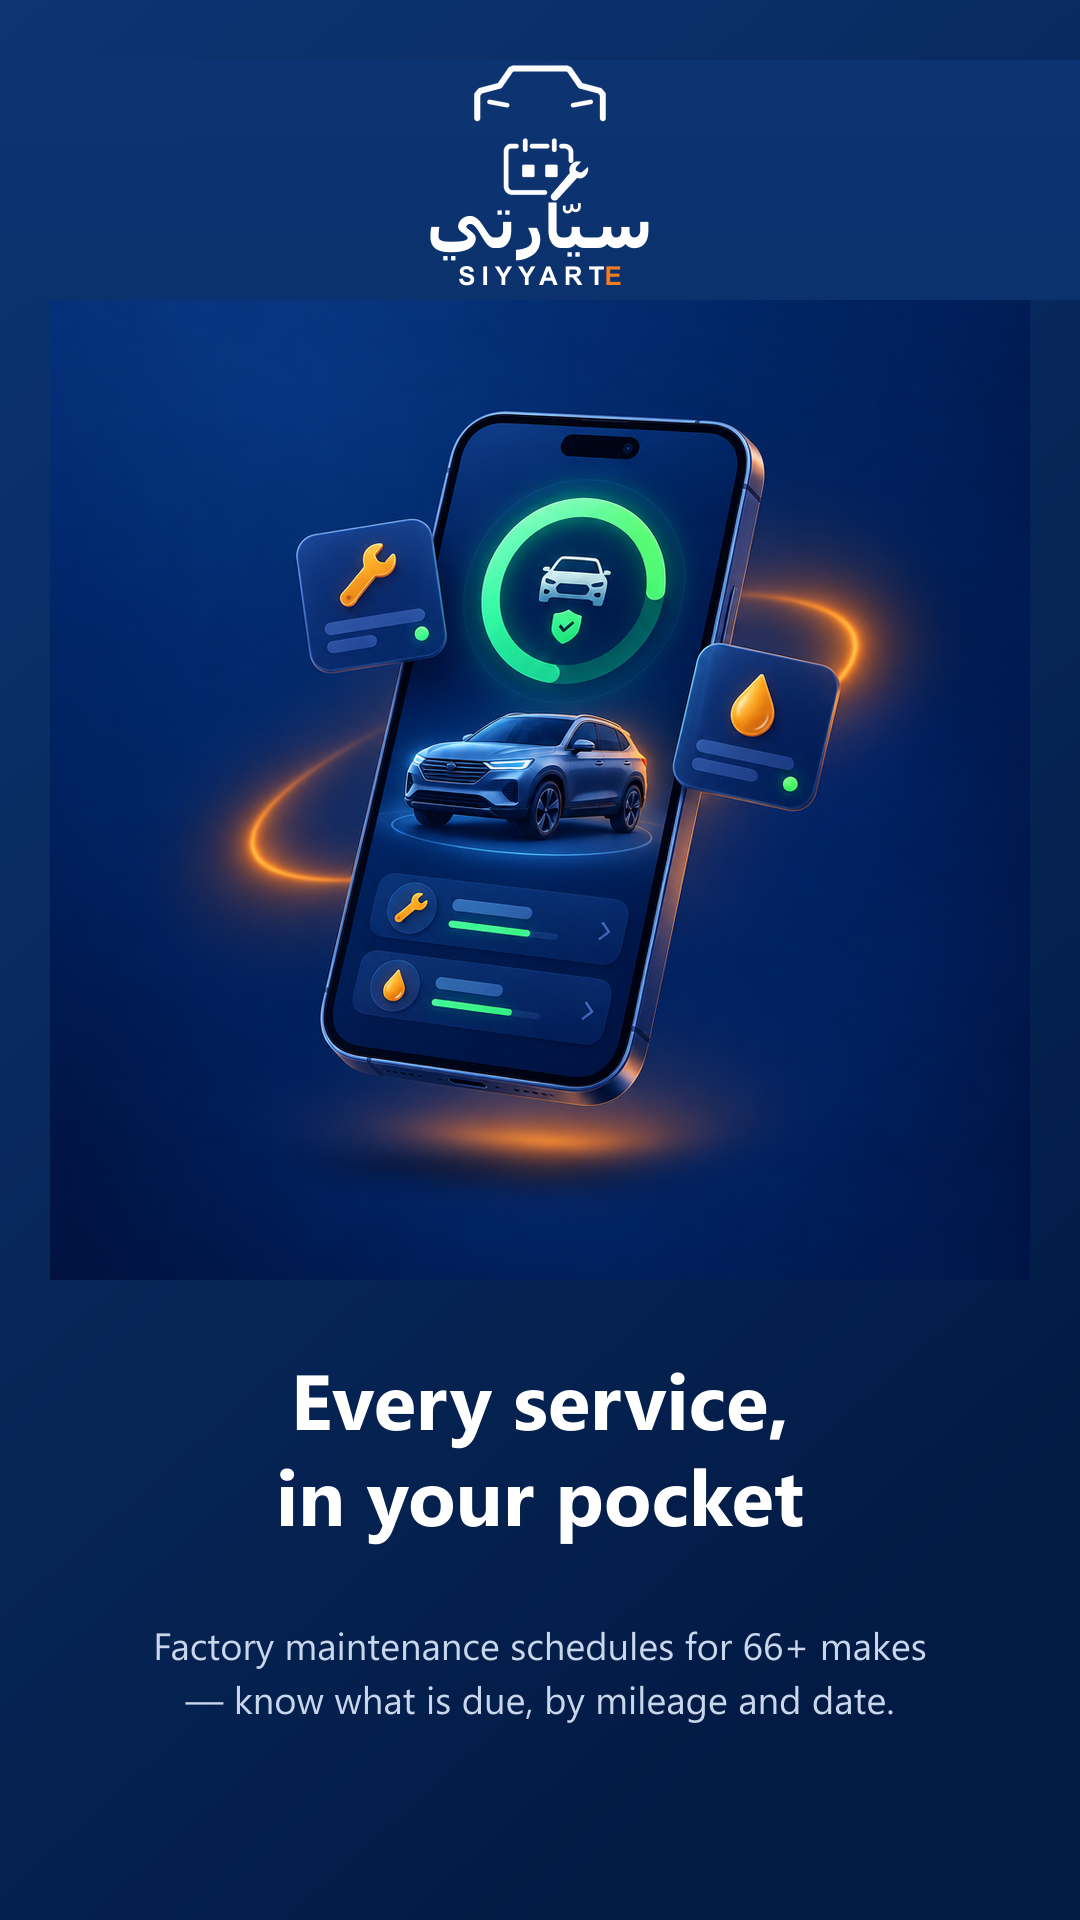 سيّارتي
SIYYARTE
Every service,
in your pocket
Factory maintenance schedules for 66+ makes
— know what is due, by mileage and date.